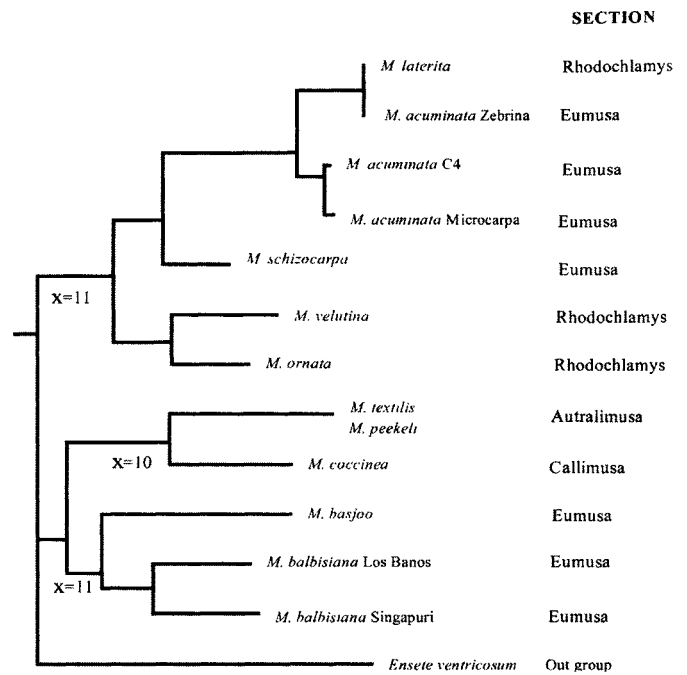 SECTION
M laterita Rhodochlamys
M. acuminata Zebrina Eumusa
M acuminata C4 Eumusa
M. acuminata Microcarpa Eumusa
M schizocarpa Eumusa
x=11
M. velutina Rhodochlamys
M. ornata Rhodochlamys
M. textilis Autralimusa
M. peekeli
x=10
M. coccinea Callimusa
M. basjoo Eumusa
M. balbisiana Los Banos Eumusa
x=11
M. balbisiana Singapuri Eumusa
Ensete ventricosum Out group